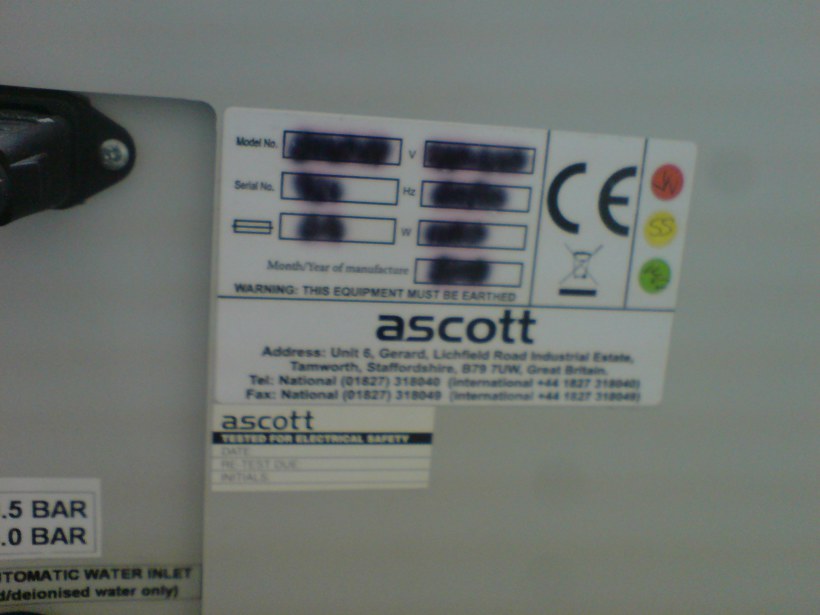 Model No.
V
Serial No.
Hz
W
Month/Year of manufacture
WARNING: THIS EQUIPMENT MUST BE EARTHED
CE
JW
SS
ascott
Address: Unit 6, Gerard, Lichfield Road Industrial Estate,
Tamworth, Staffordshire, B79 7UW, Great Britain.
Tel: National (01827) 318040 (International +44 1827 318040)
Fax: National (01827) 318049 (International +44 1827 318049)
ascott
TESTED FOR ELECTRICAL SAFETY
DATE
RE-TEST DUE
INITIALS
.5 BAR
.0 BAR
TOMATIC WATER INLET
d/deionised water only)